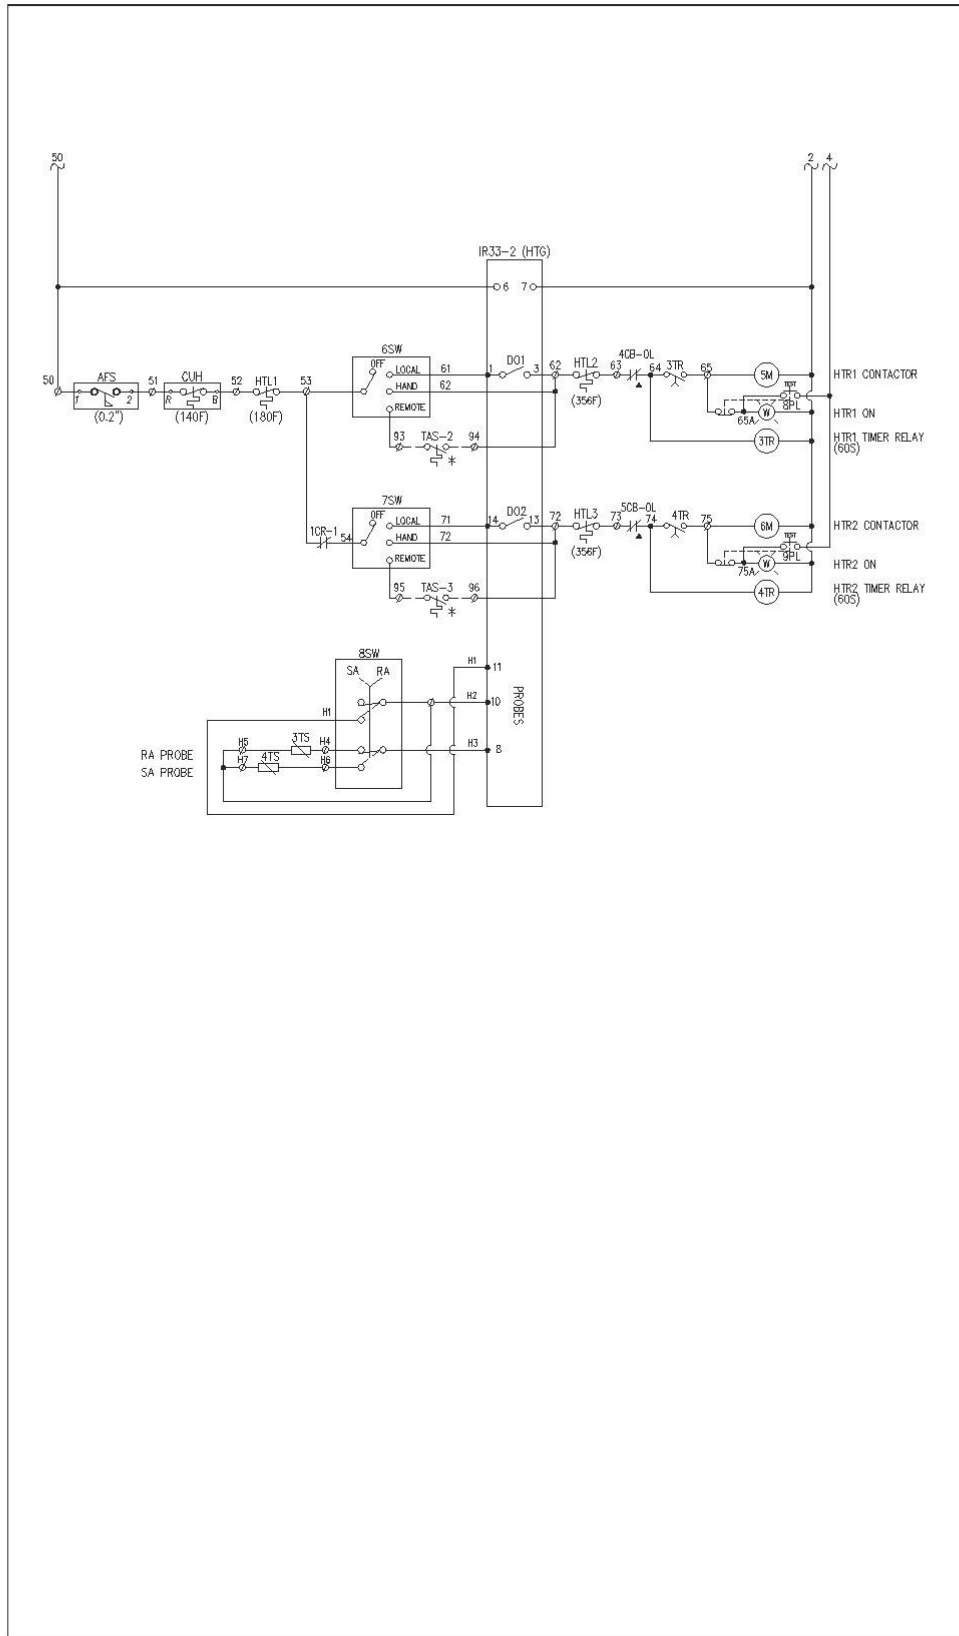 50
2 4
IR33-2 (HTG)
6 7
6SW
OFF
LOCAL 61
HAND 62
REMOTE
1 DO1 3 62 HTL2 63 4CB-OL 64 3TR 65 5M HTR1 CONTACTOR
(356F)
TEST
8PL
65A W HTR1 ON
3TR HTR1 TIMER RELAY
(60S)
50 AFS 51 CUH 52 HTL1 53
1 2 R B
(0.2") (140F) (180F)
93 TAS-2 94
*
7SW
OFF
1CR-1 54
LOCAL 71
HAND 72
REMOTE
14 DO2 13 72 HTL3 73 5CB-OL 74 4TR 75 6M HTR2 CONTACTOR
(356F)
TEST
9PL
75A W HTR2 ON
4TR HTR2 TIMER RELAY
(60S)
95 TAS-3 96
*
8SW
SA RA
H1 11
H2 10
H1
PROBES
H3 8
RA PROBE H5 3TS H4
SA PROBE H7 4TS H6